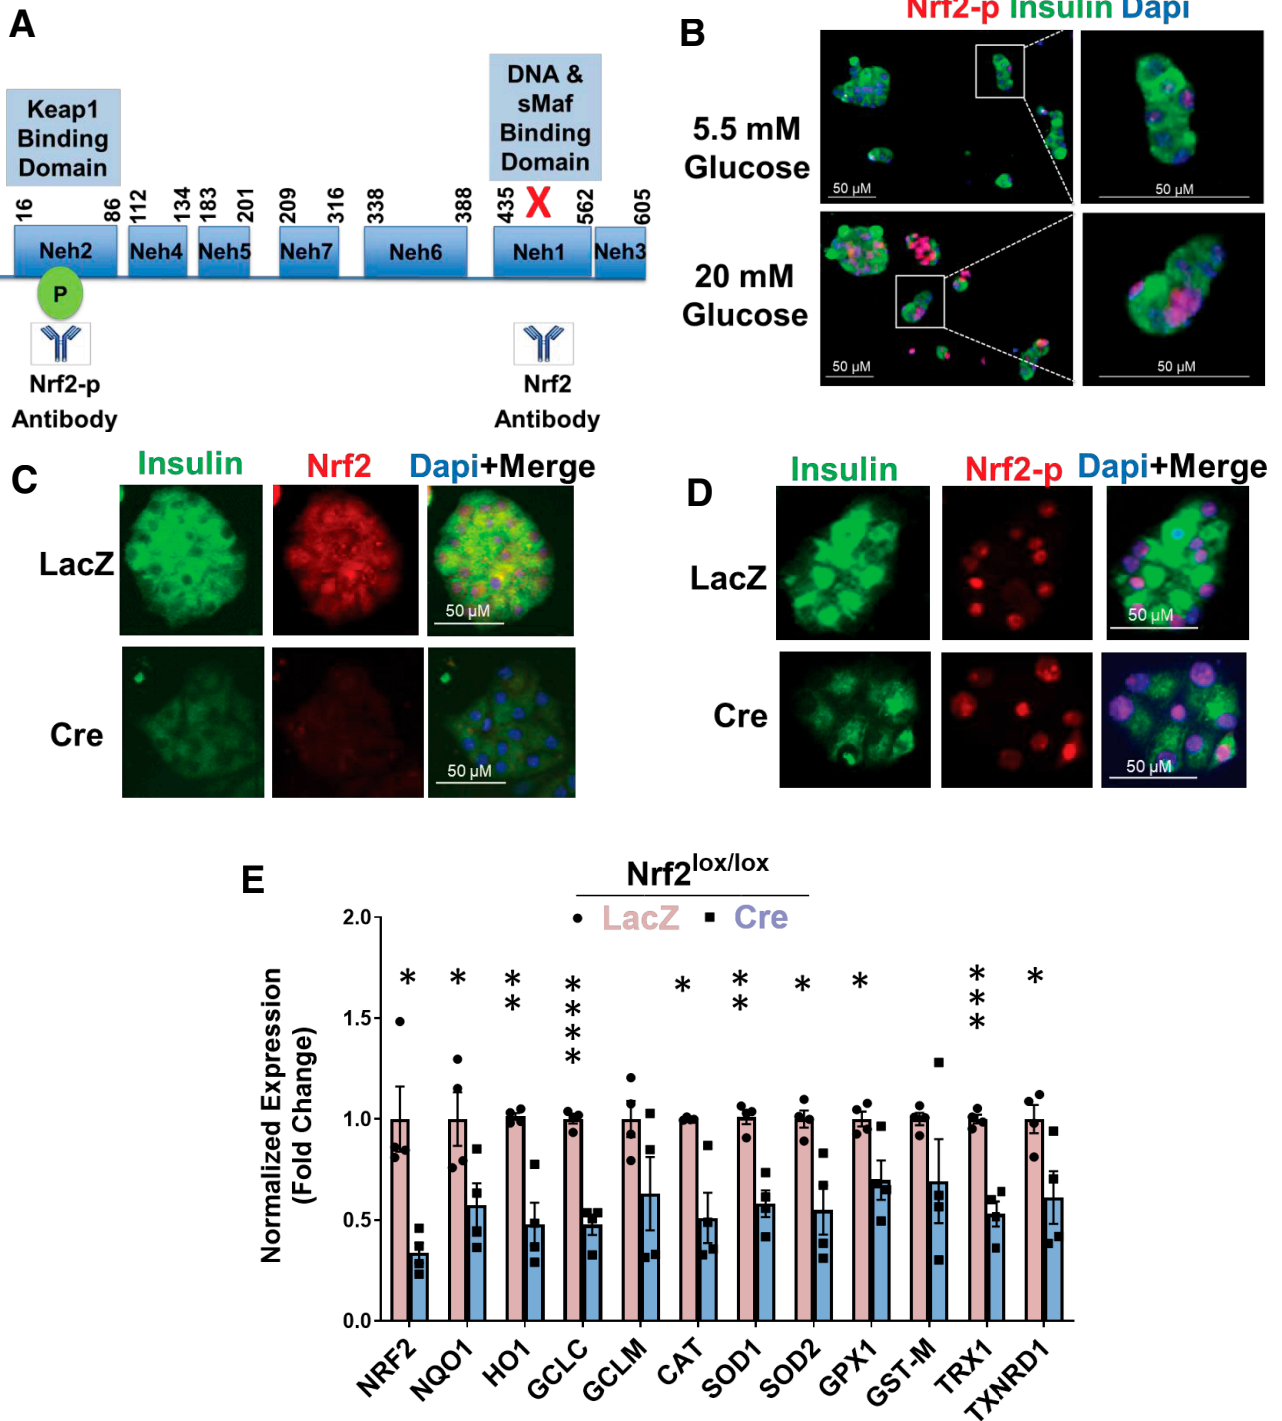 A
Keap1
Binding
Domain
DNA &
sMaf
Binding
Domain
X
16
86
112
134
183
201
209
316
338
388
435
562
605
Neh2
Neh4
Neh5
Neh7
Neh6
Neh1
Neh3
P
Nrf2-p
Antibody
Nrf2
Antibody
B
Nrf2-p Insulin Dapi
5.5 mM
Glucose
50 µM
50 µM
20 mM
Glucose
50 µM
50 µM
C
Insulin
Nrf2
Dapi+Merge
LacZ
50 µM
Cre
50 µM
D
Insulin
Nrf2-p
Dapi+Merge
LacZ
50 µM
Cre
50 µM
E
Nrf2lox/lox
LacZ
Cre
Normalized Expression
(Fold Change)
2.0
1.5
1.0
0.5
0.0
*
*
**
****
*
**
*
*
***
*
NRF2
NQO1
HO1
GCLC
GCLM
CAT
SOD1
SOD2
GPX1
GST-M
TRX1
TXNRD1